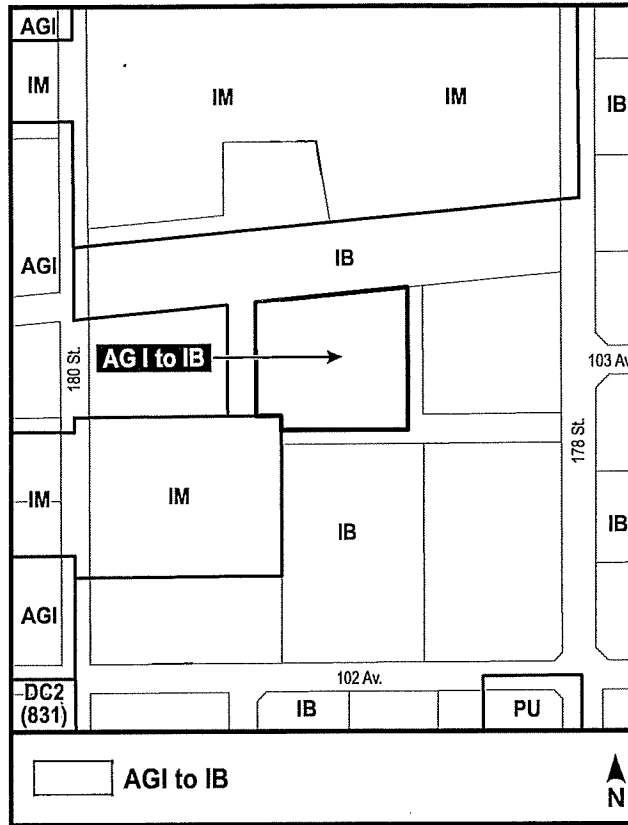 AGI
IM
IM
IM
IB
AGI
IB
180 St.
AG I to IB
103 Av
178 St.
IM
IM
IB
IB
AGI
102 Av.
DC2
(831)
IB
PU
AGI to IB
N